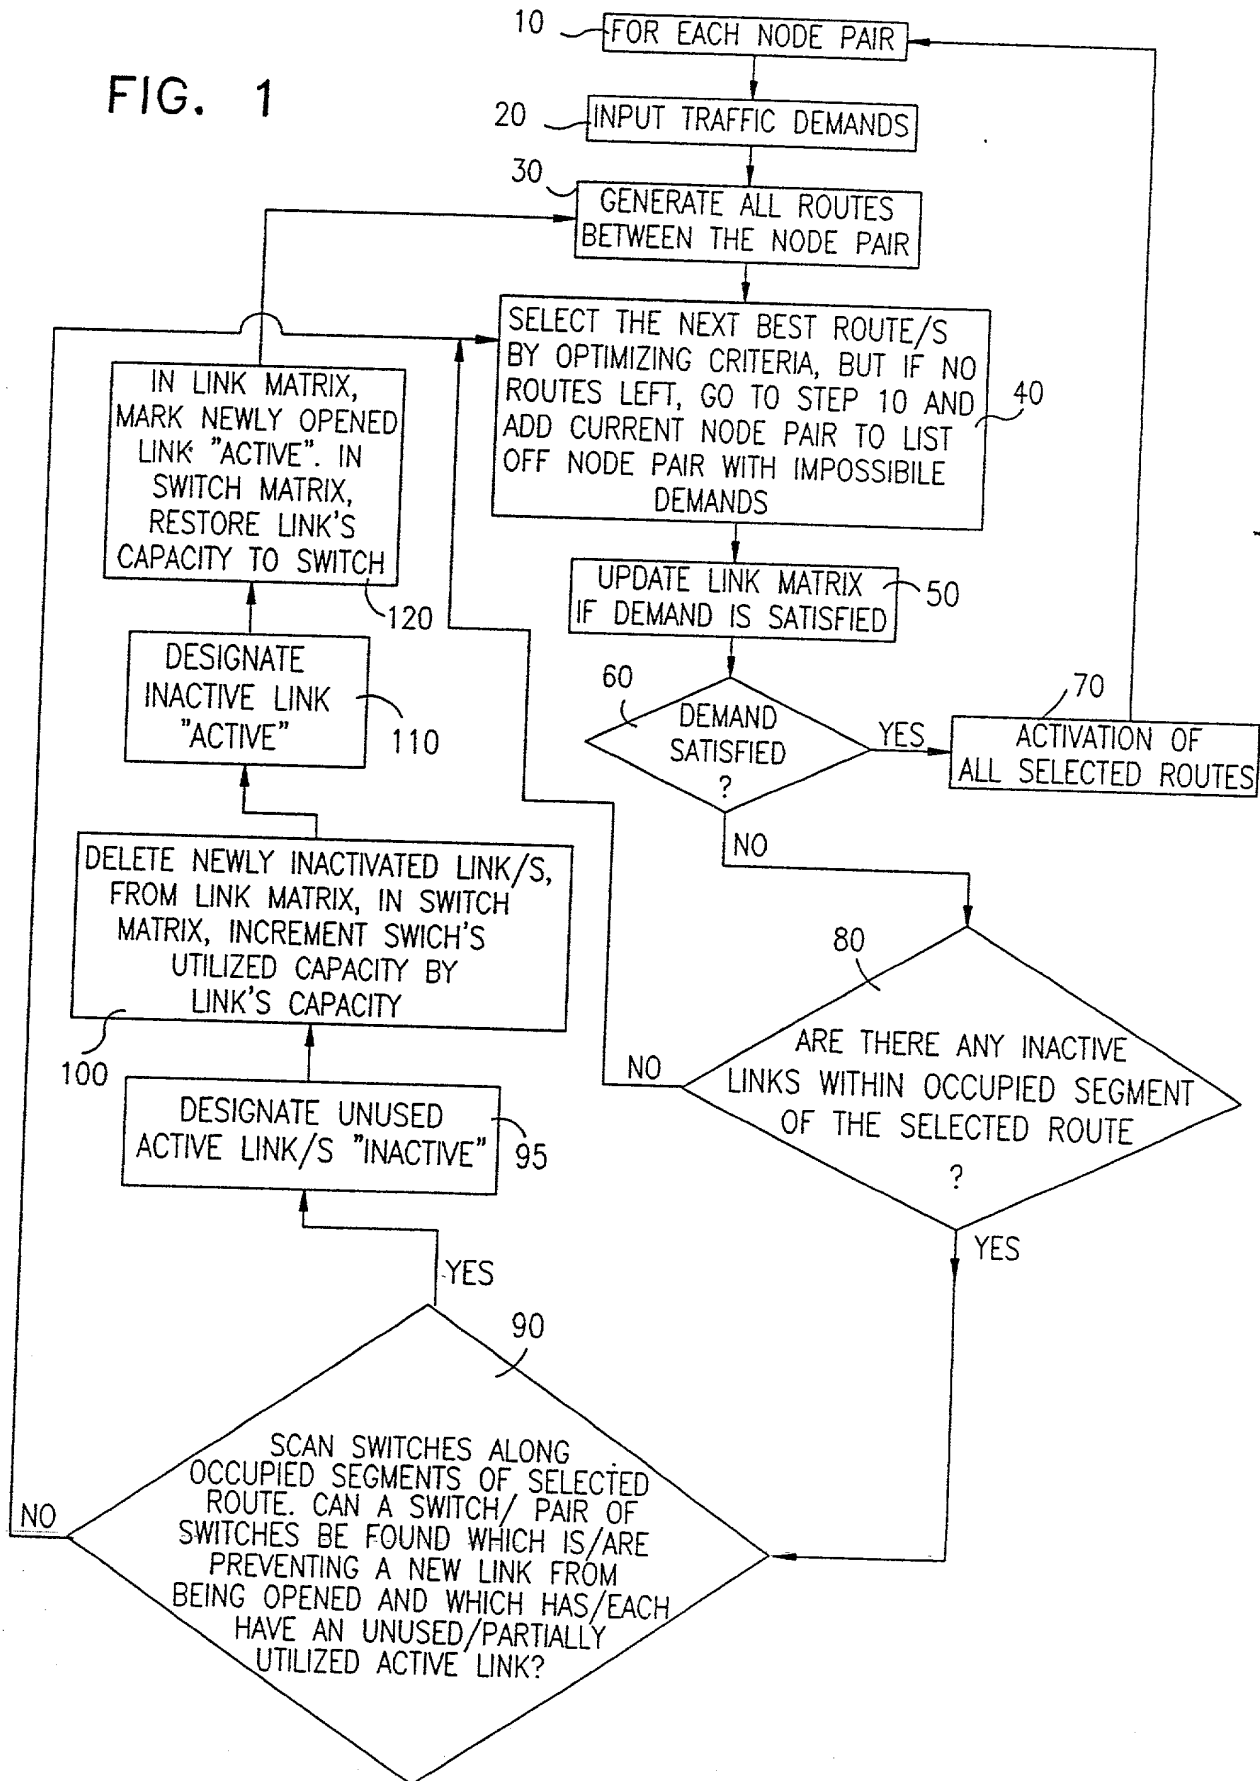 FIG. 1
10
FOR EACH NODE PAIR
20
INPUT TRAFFIC DEMANDS
30
GENERATE ALL ROUTES
BETWEEN THE NODE PAIR
SELECT THE NEXT BEST ROUTE/S
BY OPTIMIZING CRITERIA, BUT IF NO
ROUTES LEFT, GO TO STEP 10 AND
ADD CURRENT NODE PAIR TO LIST
OFF NODE PAIR WITH IMPOSSIBILE
DEMANDS
40
UPDATE LINK MATRIX
IF DEMAND IS SATISFIED
50
60
DEMAND
SATISFIED
?
YES
70
ACTIVATION OF
ALL SELECTED ROUTES
NO
80
ARE THERE ANY INACTIVE
LINKS WITHIN OCCUPIED SEGMENT
OF THE SELECTED ROUTE
?
NO
YES
90
SCAN SWITCHES ALONG
OCCUPIED SEGMENTS OF SELECTED
ROUTE. CAN A SWITCH/ PAIR OF
SWITCHES BE FOUND WHICH IS/ARE
PREVENTING A NEW LINK FROM
BEING OPENED AND WHICH HAS/EACH
HAVE AN UNUSED/PARTIALLY
UTILIZED ACTIVE LINK?
NO
YES
DESIGNATE UNUSED
ACTIVE LINK/S "INACTIVE"
95
DELETE NEWLY INACTIVATED LINK/S,
FROM LINK MATRIX, IN SWITCH
MATRIX, INCREMENT SWICH'S
UTILIZED CAPACITY BY
LINK'S CAPACITY
100
DESIGNATE
INACTIVE LINK
"ACTIVE"
110
IN LINK MATRIX,
MARK NEWLY OPENED
LINK "ACTIVE". IN
SWITCH MATRIX,
RESTORE LINK'S
CAPACITY TO SWITCH
120